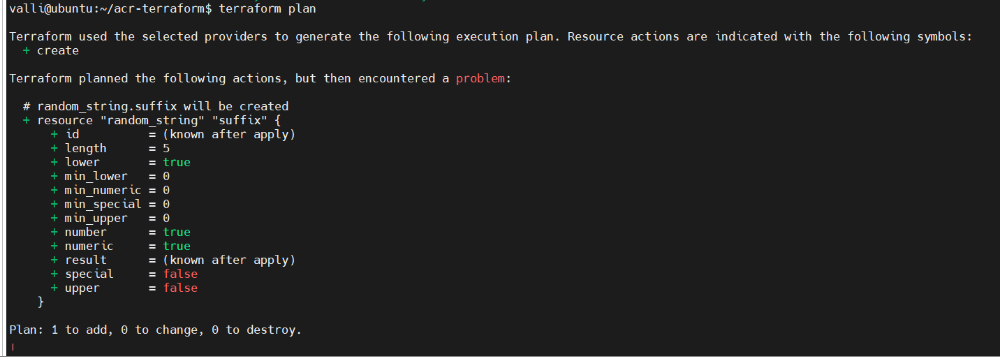 valli@ubuntu:~/acr-terraform$ terraform plan
Terraform used the selected providers to generate the following execution plan. Resource actions are indicated with the following symbols:
+ create
Terraform planned the following actions, but then encountered a problem:
# random_string.suffix will be created
+ resource "random_string" "suffix" {
+ id = (known after apply)
+ length = 5
+ lower = true
+ min_lower = 0
+ min_numeric = 0
+ min_special = 0
+ min_upper = 0
+ number = true
+ numeric = true
+ result = (known after apply)
+ special = false
+ upper = false
}
Plan: 1 to add, 0 to change, 0 to destroy.